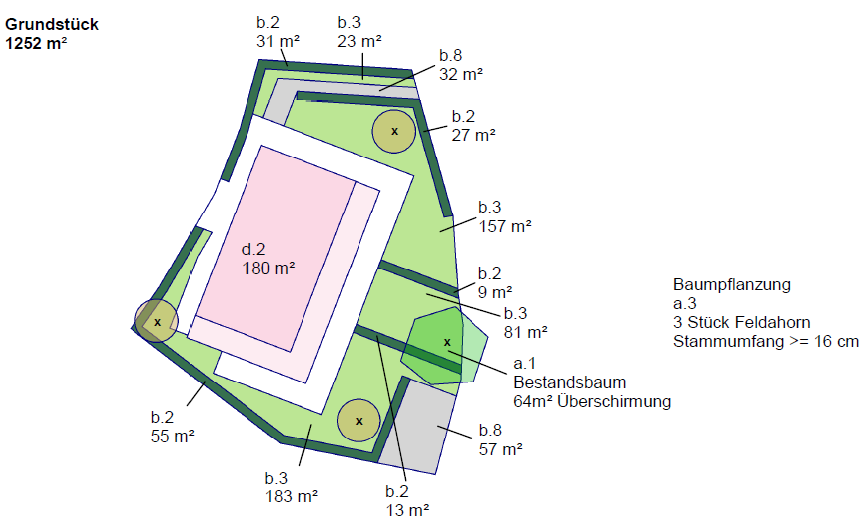 Grundstück
1252 m²
b.2
31 m²
b.3
23 m²
b.8
32 m²
b.2
27 m²
x
b.3
157 m²
d.2
180 m²
b.2
9 m²
b.3
81 m²
Baumpflanzung
a.3
3 Stück Feldahorn
Stammumfang >= 16 cm
x
x
a.1
Bestandsbaum
64m² Überschirmung
b.2
55 m²
x
b.8
57 m²
b.3
183 m²
b.2
13 m²